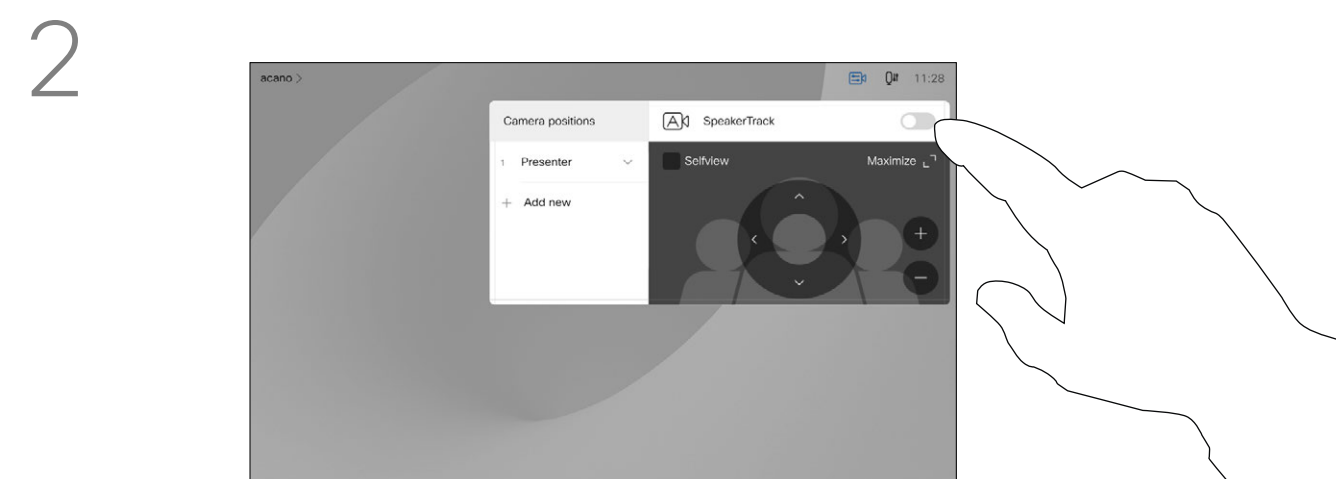 2
acano >
11:28
Camera positions
SpeakerTrack
1 Presenter
Selfview
Maximize
+ Add new